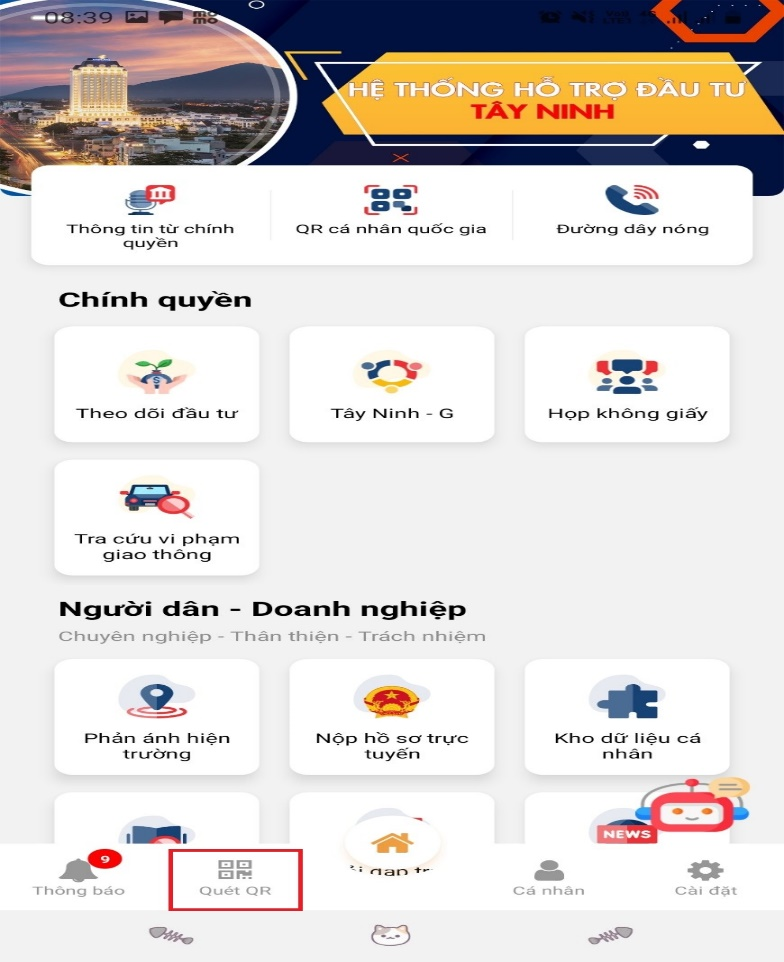 08:39
HỆ THỐNG HỖ TRỢ ĐẦU TƯ
TÂY NINH
Thông tin từ chính
quyền
QR cá nhân quốc gia
Đường dây nóng
Chính quyền
Theo dõi đầu tư
Tây Ninh - G
Họp không giấy
Tra cứu vi phạm
giao thông
Người dân - Doanh nghiệp
Chuyên nghiệp - Thân thiện - Trách nhiệm
Phản ánh hiện
trường
Nộp hồ sơ trực
tuyến
Kho dữ liệu cá
nhân
NEWS
9
Thông báo
Quét QR
Cá nhân
Cài đặt